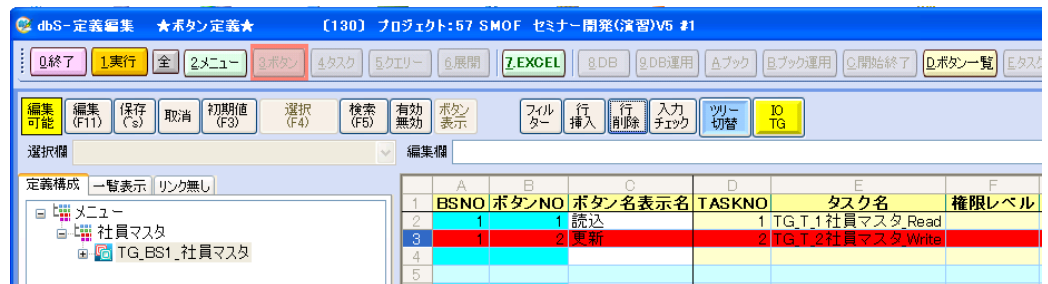 dbS-定義編集 ★ボタン定義★ 〔130〕 プロジェクト:57 SMOF セミナー開発(演習)V5 #1
0.終了 1.実行 全 2.メニュー 3.ボタン 4.タスク 5.クエリー 6.展開 7.EXCEL 8.DB 9.DB運用 A.ブック B.ブック運用 C.開始終了 D.ボタン一覧 E.タスク
編集可能 編集(F11) 保存(^s) 取消 初期値(F3) 選択(F4) 検索(F5) 有効無効 ボタン表示 フィルター 行挿入 行削除 入力チェック ツリー切替 IO TG
選択欄 編集欄
定義構成 一覧表示 リンク無し
メニュー
社員マスタ
TG_BS1_社員マスタ
A B C D E F
1 BSNO ボタンNO ボタン名表示名 TASKNO タスク名 権限レベル
2 1 1 読込 1 TG_T_1社員マスタ_Read
3 1 2 更新 2 TG_T_2社員マスタ_Write
4
5